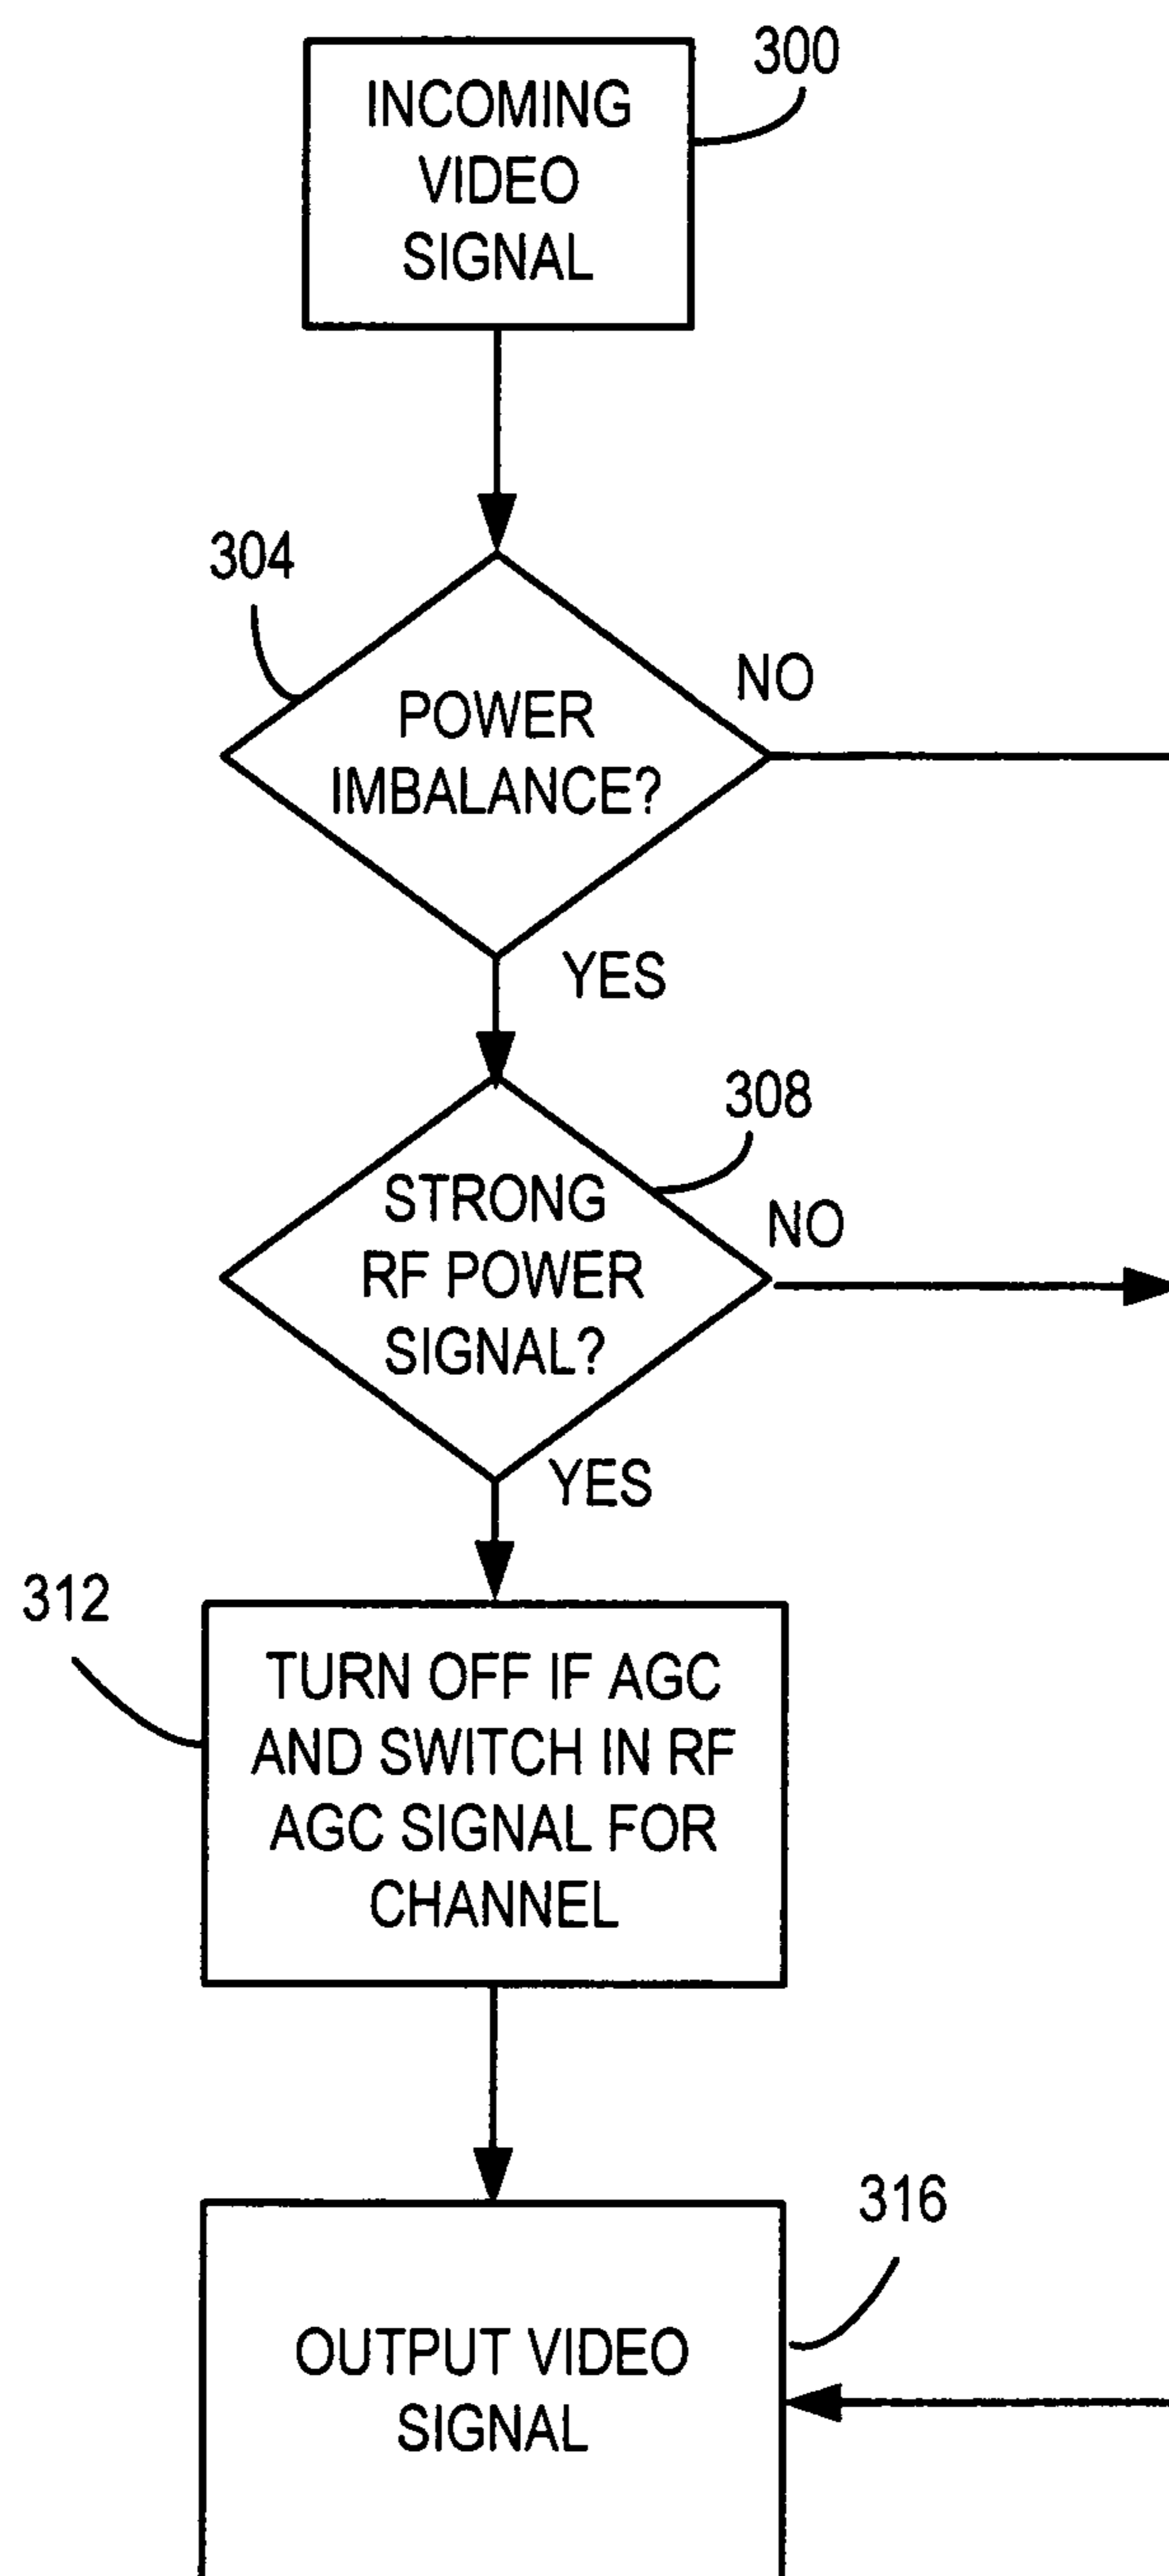 300
INCOMING
VIDEO
SIGNAL
304
NO
POWER
IMBALANCE?
YES
308
STRONG
RF POWER
SIGNAL?
NO
YES
312
TURN OFF IF AGC
AND SWITCH IN RF
AGC SIGNAL FOR
CHANNEL
316
OUTPUT VIDEO
SIGNAL